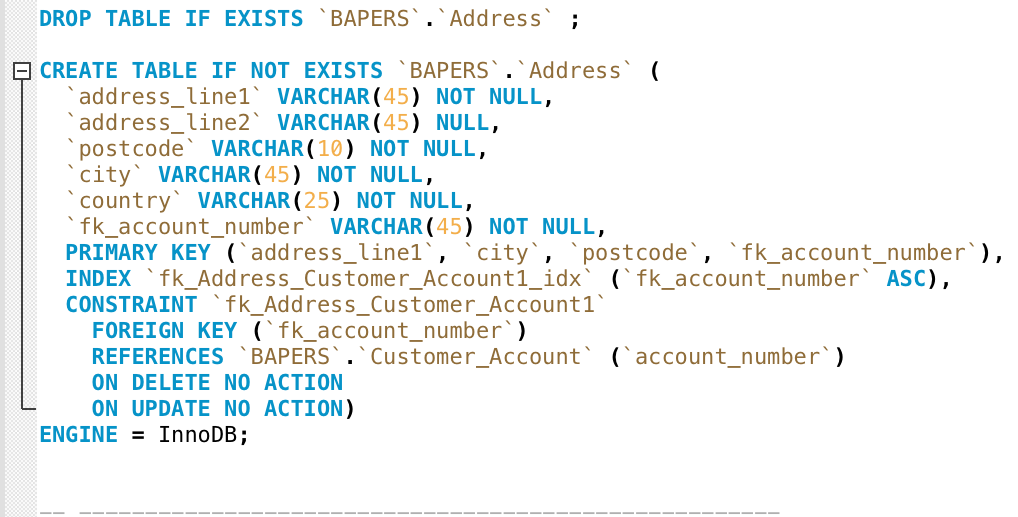 DROP TABLE IF EXISTS `BAPERS`.`Address` ;
CREATE TABLE IF NOT EXISTS `BAPERS`.`Address` (
`address_line1` VARCHAR(45) NOT NULL,
`address_line2` VARCHAR(45) NULL,
`postcode` VARCHAR(10) NOT NULL,
`city` VARCHAR(45) NOT NULL,
`country` VARCHAR(25) NOT NULL,
`fk_account_number` VARCHAR(45) NOT NULL,
PRIMARY KEY (`address_line1`, `city`, `postcode`, `fk_account_number`),
INDEX `fk_Address_Customer_Account1_idx` (`fk_account_number` ASC),
CONSTRAINT `fk_Address_Customer_Account1`
FOREIGN KEY (`fk_account_number`)
REFERENCES `BAPERS`.`Customer_Account` (`account_number`)
ON DELETE NO ACTION
ON UPDATE NO ACTION)
ENGINE = InnoDB;
-- -----------------------------------------------------